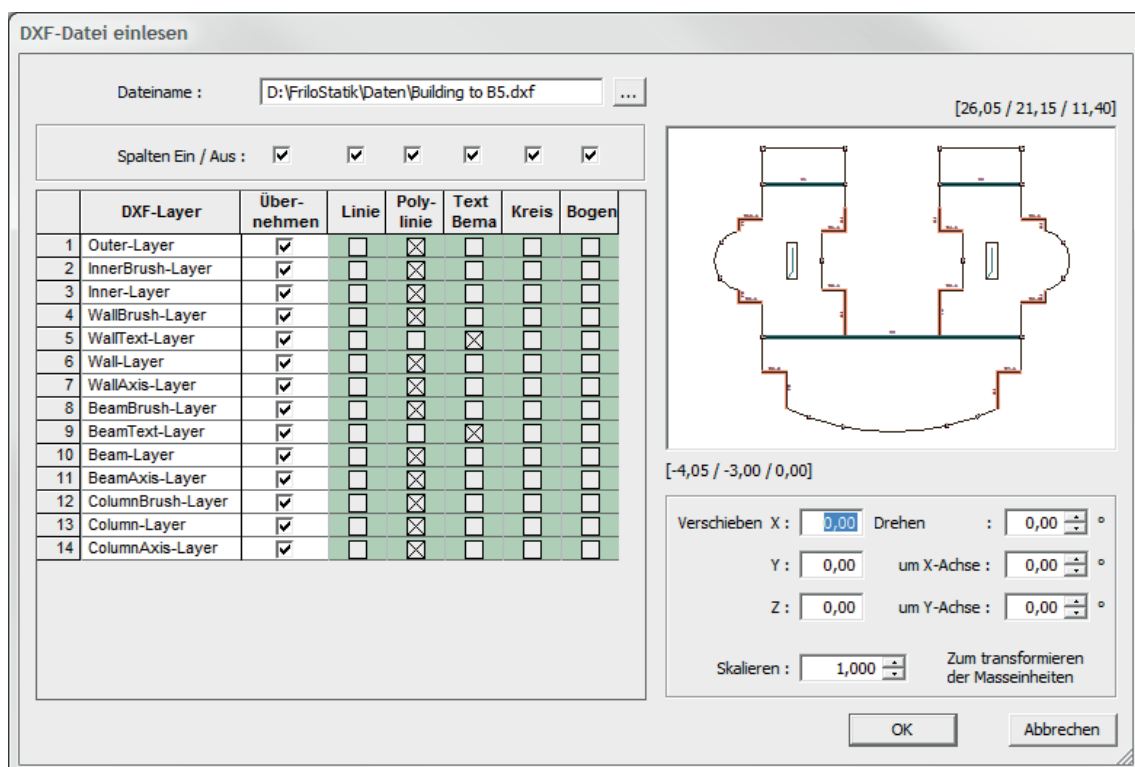 DXF-Datei einlesen
Dateiname :
D:\FriloStatik\Daten\Building to B5.dxf
...
[26,05 / 21,15 / 11,40]
Spalten Ein / Aus :
DXF-Layer
Über-
nehmen
Linie
Poly-
linie
Text
Bema
Kreis
Bogen
1 Outer-Layer
2 InnerBrush-Layer
3 Inner-Layer
4 WallBrush-Layer
5 WallText-Layer
6 Wall-Layer
7 WallAxis-Layer
8 BeamBrush-Layer
9 BeamText-Layer
10 Beam-Layer
11 BeamAxis-Layer
12 ColumnBrush-Layer
13 Column-Layer
14 ColumnAxis-Layer
[-4,05 / -3,00 / 0,00]
Verschieben X : 0,00 Drehen : 0,00 °
Y : 0,00 um X-Achse : 0,00 °
Z : 0,00 um Y-Achse : 0,00 °
Skalieren : 1,000
Zum transformieren
der Masseinheiten
OK
Abbrechen